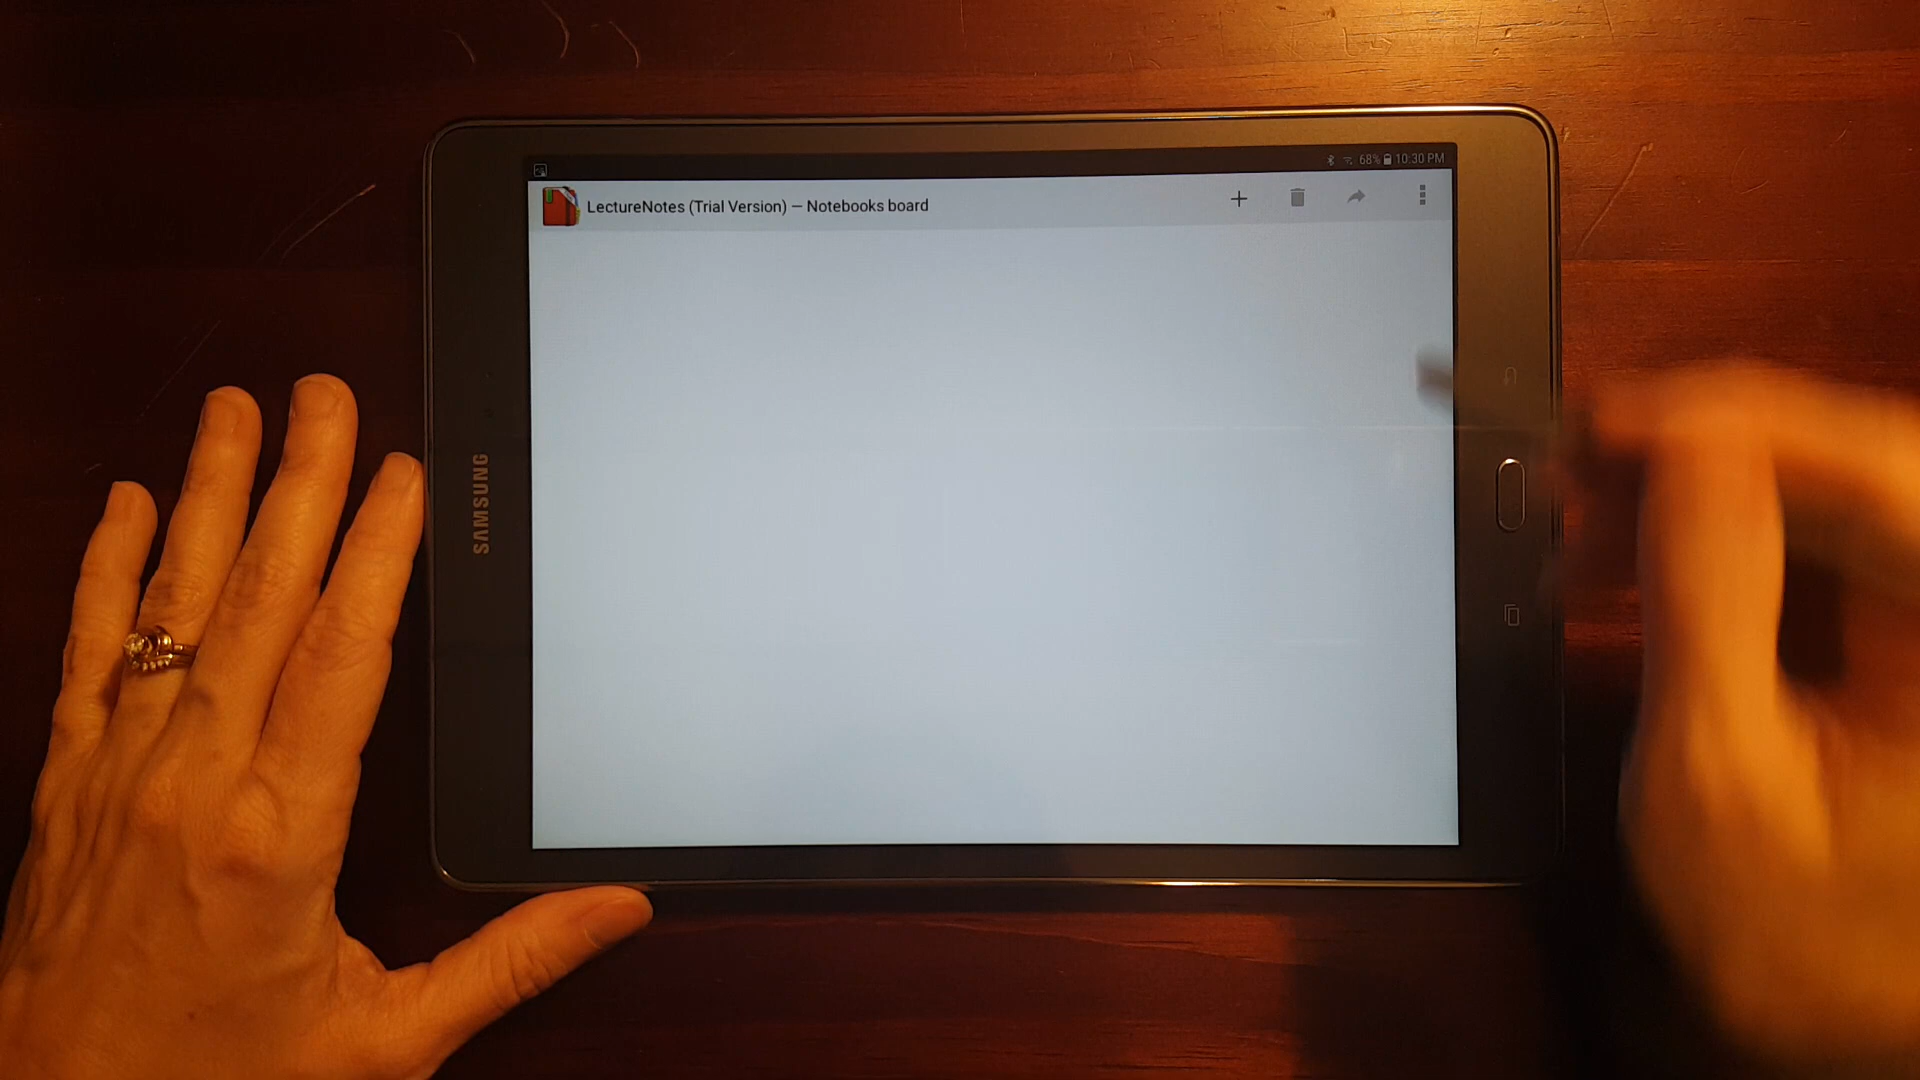 68% 10:30 PM
LectureNotes (Trial Version) — Notebooks board
SAMSUNG